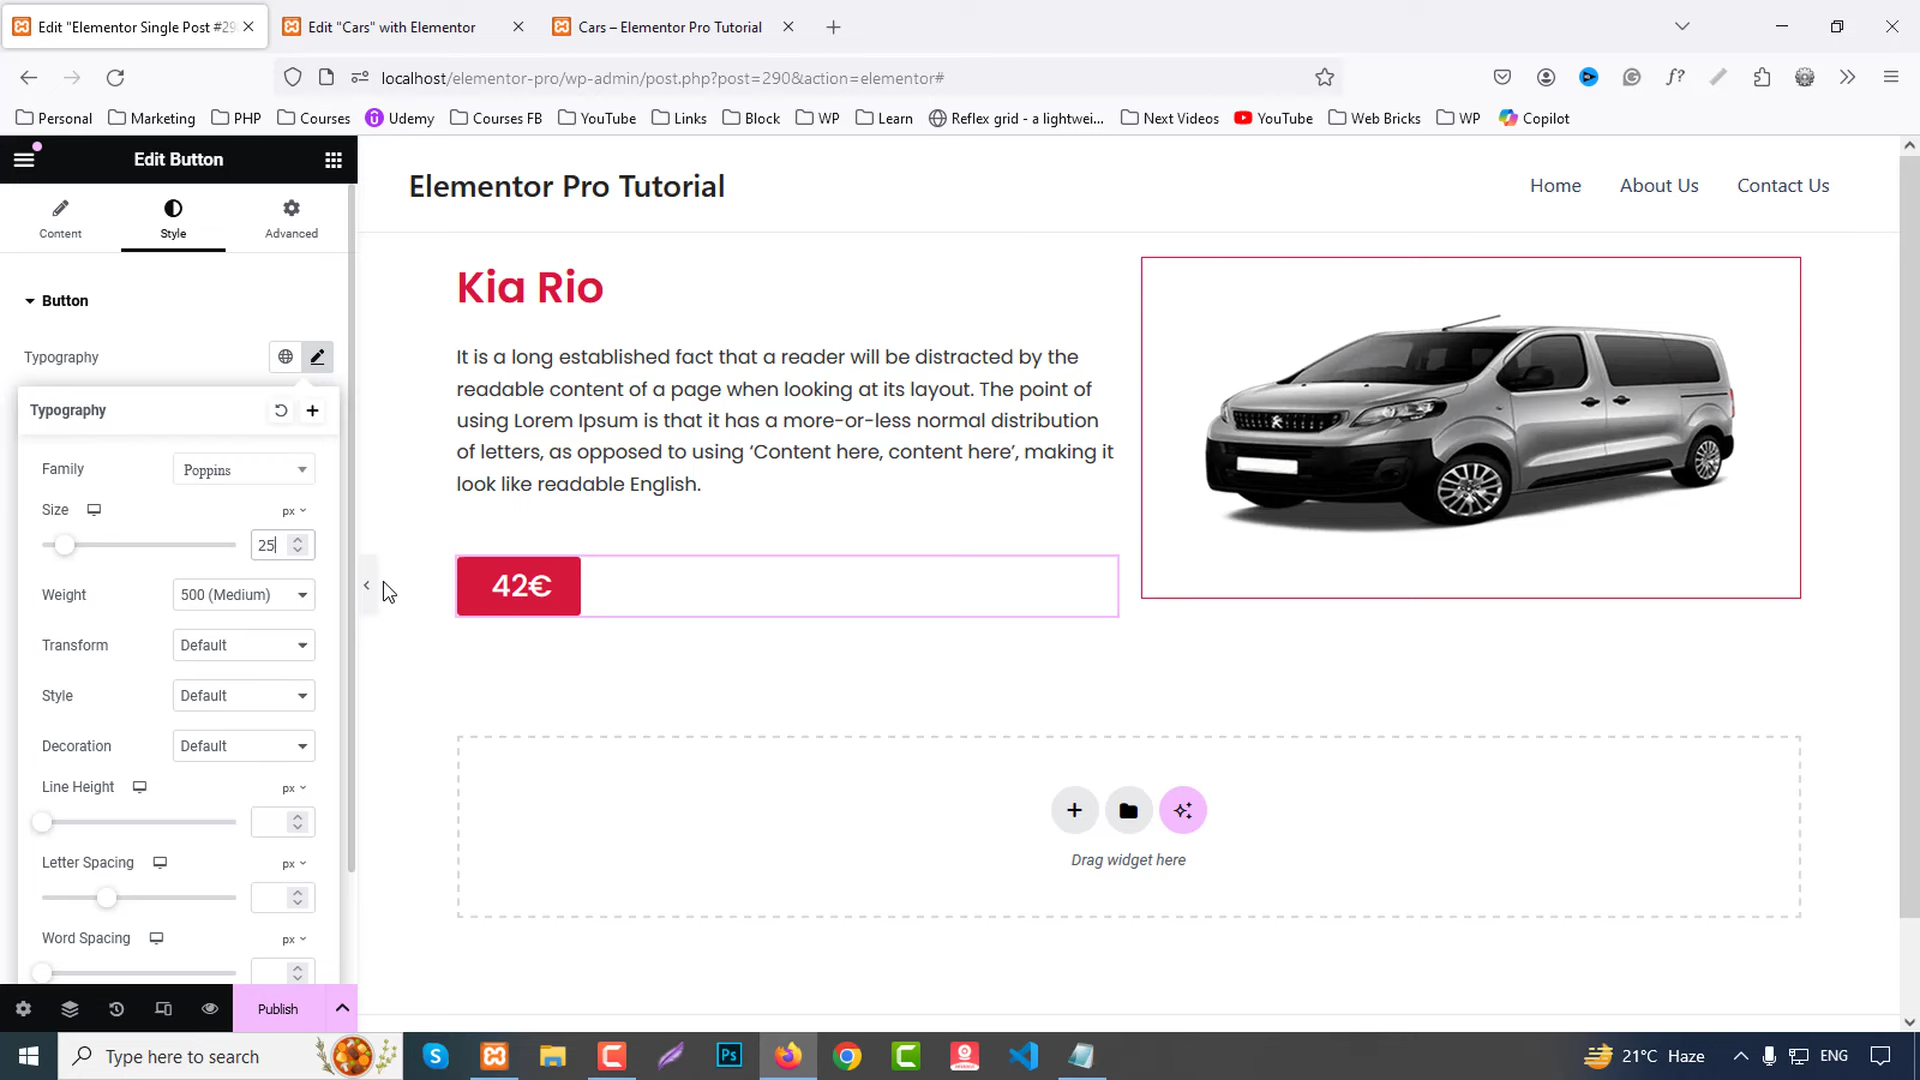 Edit "Elementor Single Post #29
Edit "Cars" with Elementor
Cars – Elementor Pro Tutorial
localhost/elementor-pro/wp-admin/post.php?post=290&action=elementor#
Personal
Marketing
PHP
Courses
Udemy
Courses FB
YouTube
Links
Block
WP
Learn
Reflex grid - a lightwei...
Next Videos
YouTube
Web Bricks
WP
Copilot
Edit Button
Content
Style
Advanced
Button
Typography
Typography
Family
Poppins
Size
px
25
Weight
500 (Medium)
Transform
Default
Style
Default
Decoration
Default
Line Height
px
Letter Spacing
px
Word Spacing
px
Publish
Elementor Pro Tutorial
Home
About Us
Contact Us
Kia Rio
It is a long established fact that a reader will be distracted by the
readable content of a page when looking at its layout. The point of
using Lorem Ipsum is that it has a more-or-less normal distribution
of letters, as opposed to using ‘Content here, content here’, making it
look like readable English.
42€
Drag widget here
Type here to search
Ps
21°C Haze
ENG